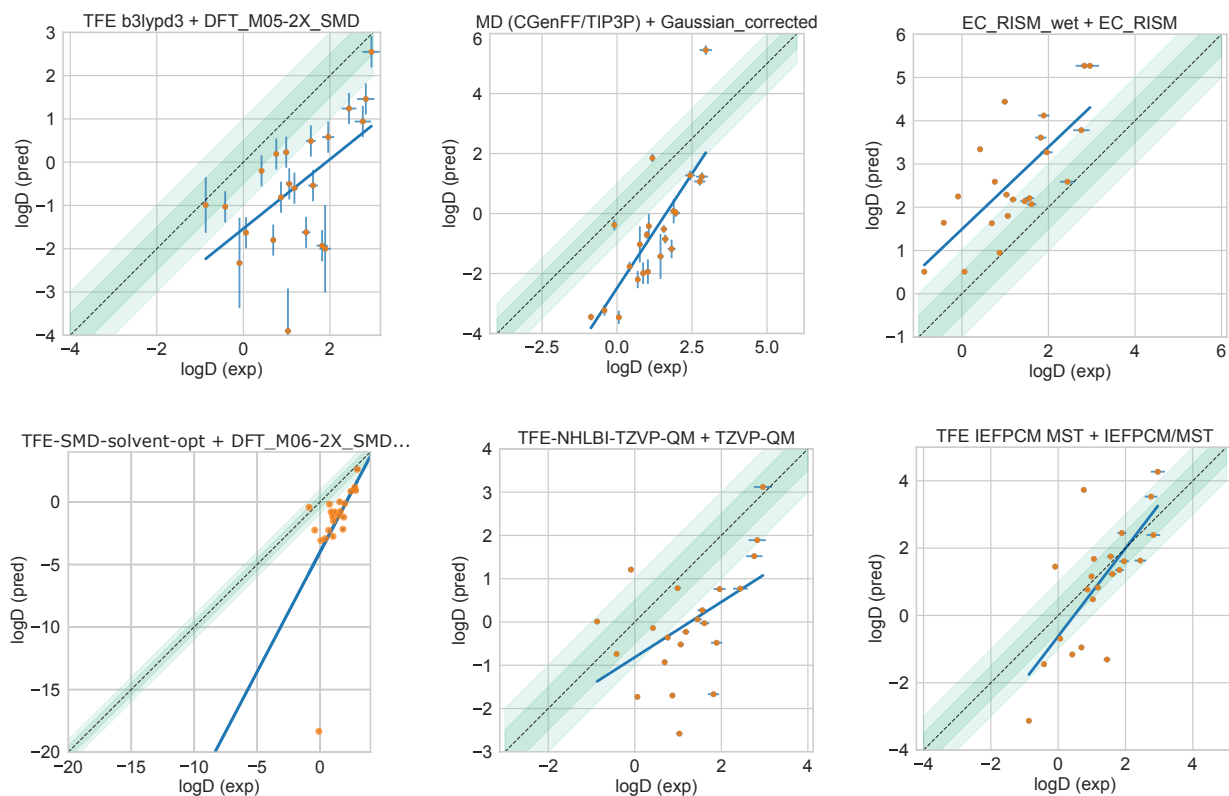 TFE b3lypd3 + DFT_M05-2X_SMD
logD (pred)
3
2
1
0
−1
−2
−3
−4
−4 −2 0 2
logD (exp)
MD (CGenFF/TIP3P) + Gaussian_corrected
logD (pred)
6
4
2
0
−2
−4
−2.5 0.0 2.5 5.0
logD (exp)
EC_RISM_wet + EC_RISM
logD (pred)
6
5
4
3
2
1
0
−1
0 2 4 6
logD (exp)
TFE-SMD-solvent-opt + DFT_M06-2X_SMD...
logD (pred)
0
−5
−10
−15
−20
−20 −15 −10 −5 0
logD (exp)
TFE-NHLBI-TZVP-QM + TZVP-QM
logD (pred)
4
3
2
1
0
−1
−2
−3
−2 0 2 4
logD (exp)
TFE IEFPCM MST + IEFPCM/MST
logD (pred)
4
2
0
−2
−4
−4 −2 0 2 4
logD (exp)